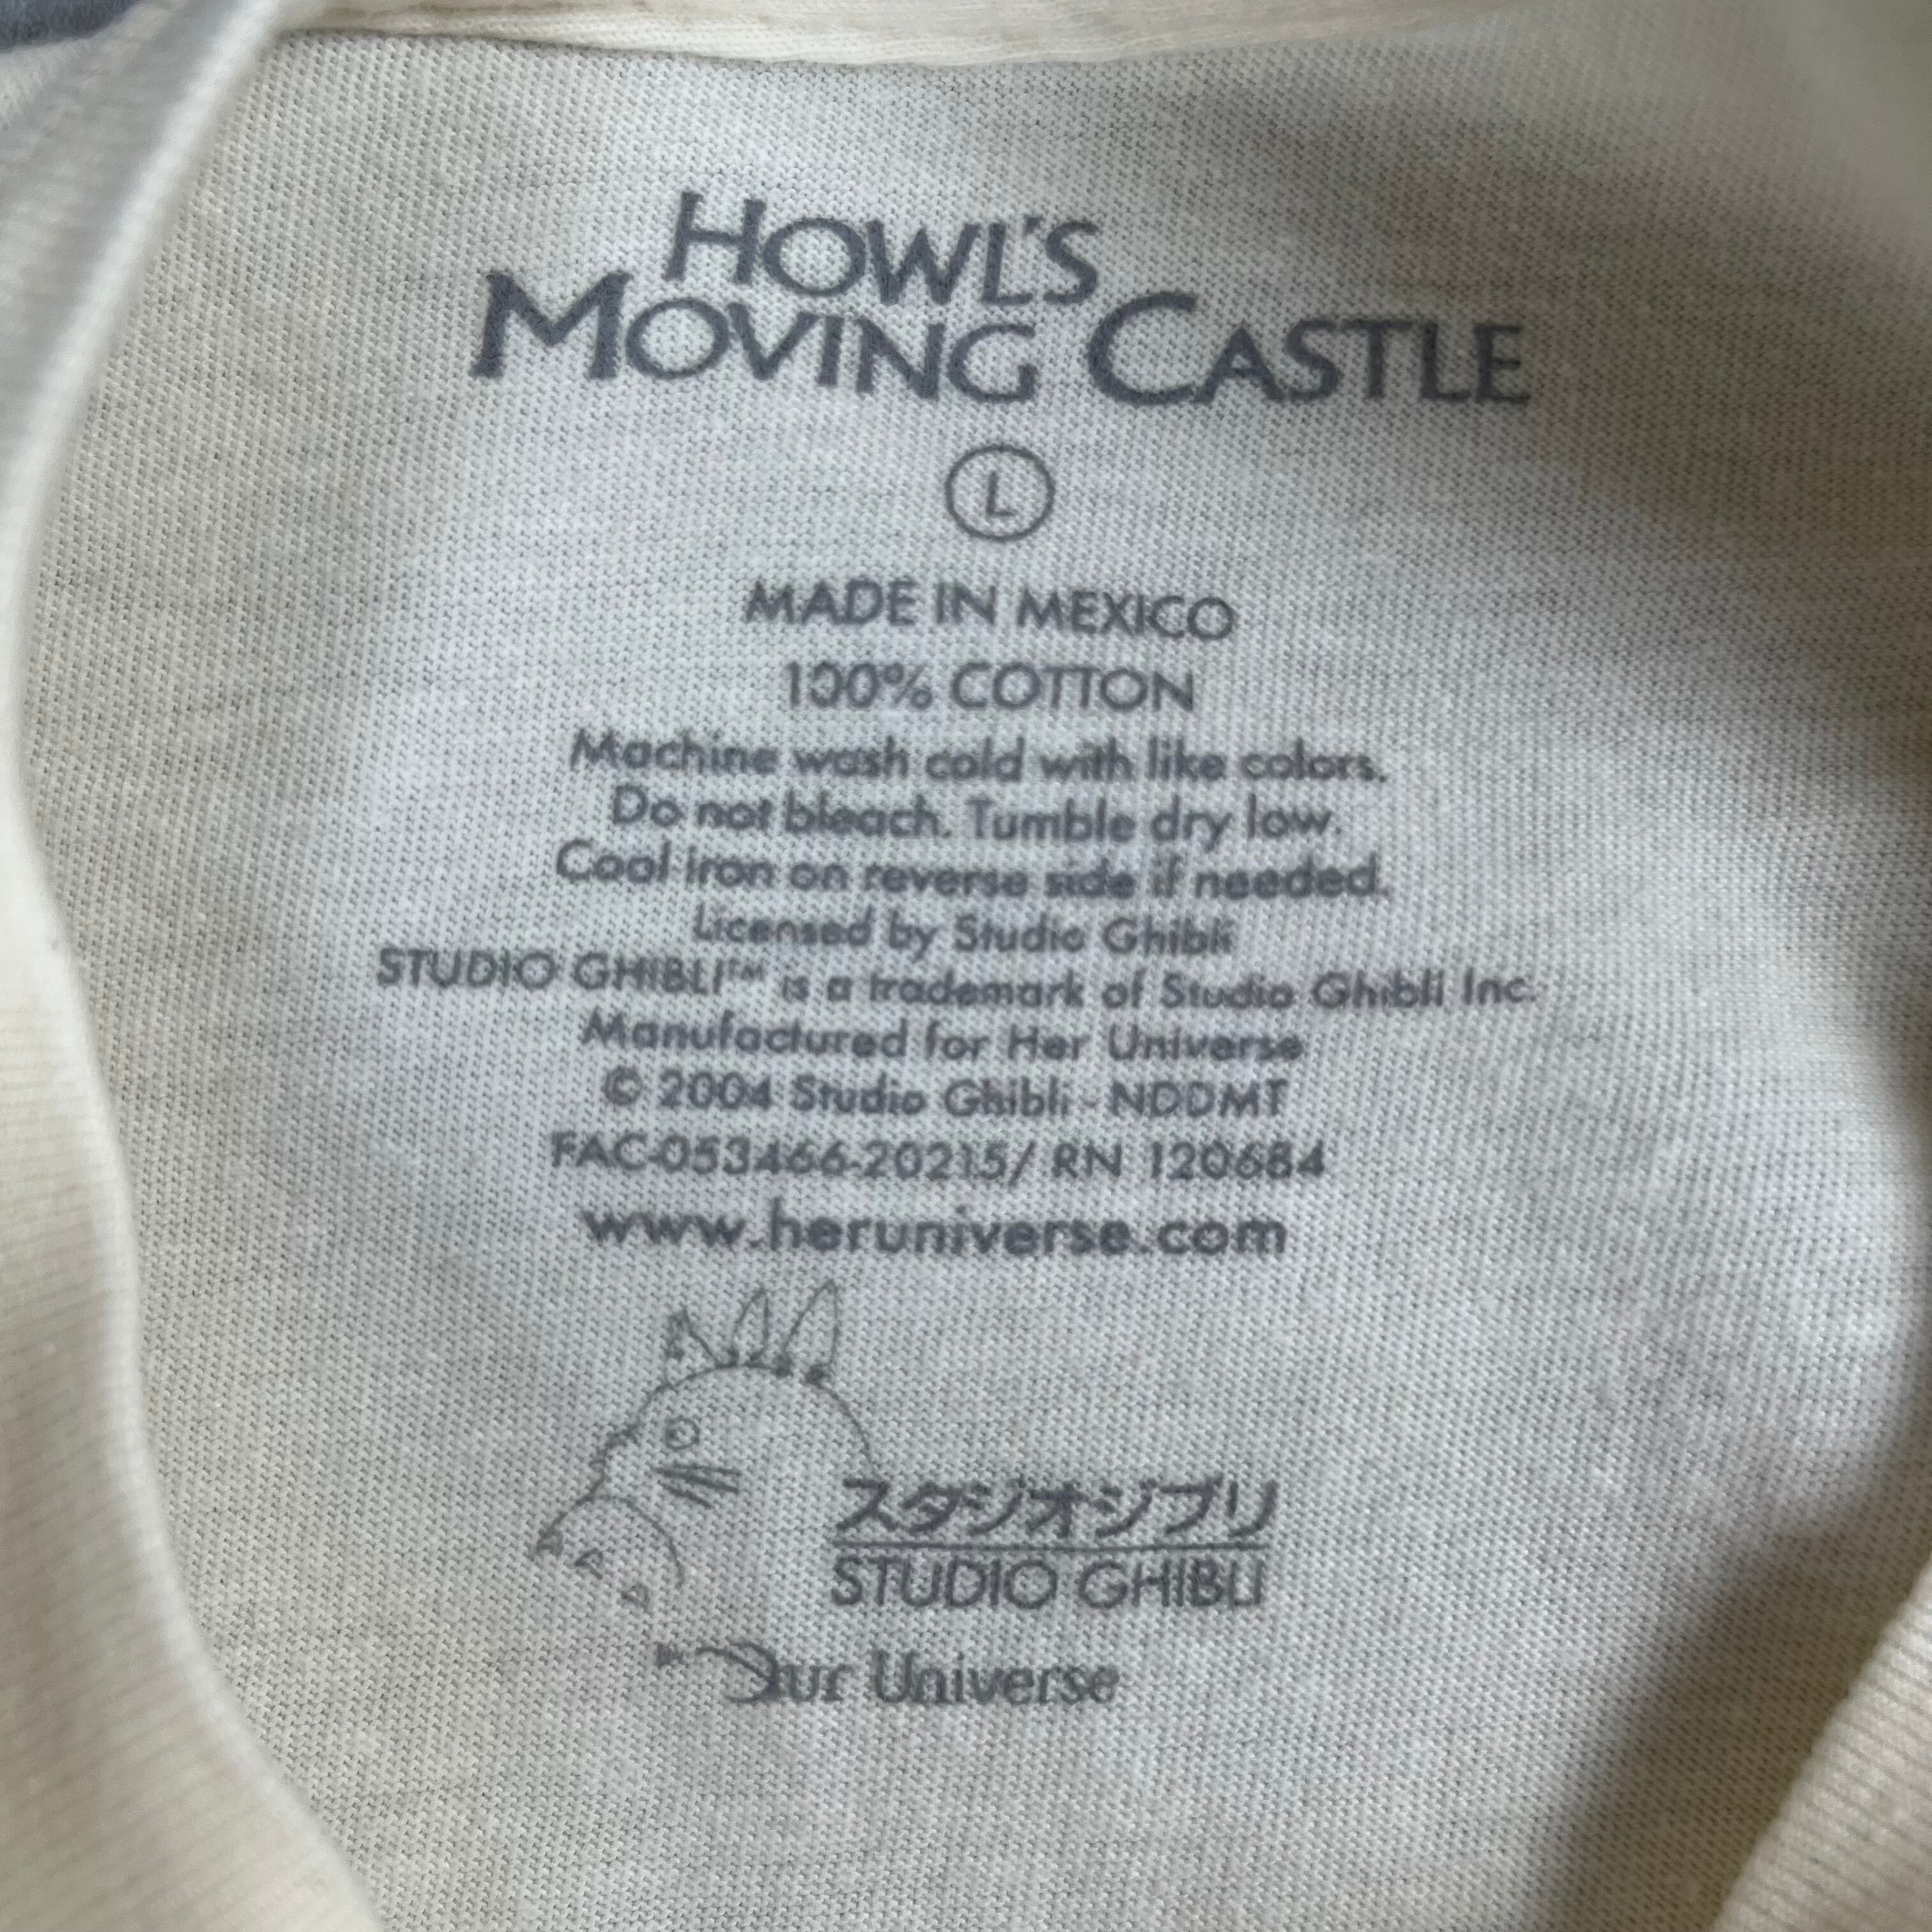 HOWL'S
MOVING CASTLE
L
MADE IN MEXICO
100% COTTON
Machine wash cold with like colors.
Do not bleach. Tumble dry low.
Cool iron on reverse side if needed.
Licensed by Studio Ghibli
STUDIO GHIBLI™ is a trademark of Studio Ghibli Inc.
Manufactured for Her Universe
© 2004 Studio Ghibli - NDDMT
FAC-053466-20215/ RN 120684
www.heruniverse.com
スタジオジブリ
STUDIO GHIBLI
Our Universe